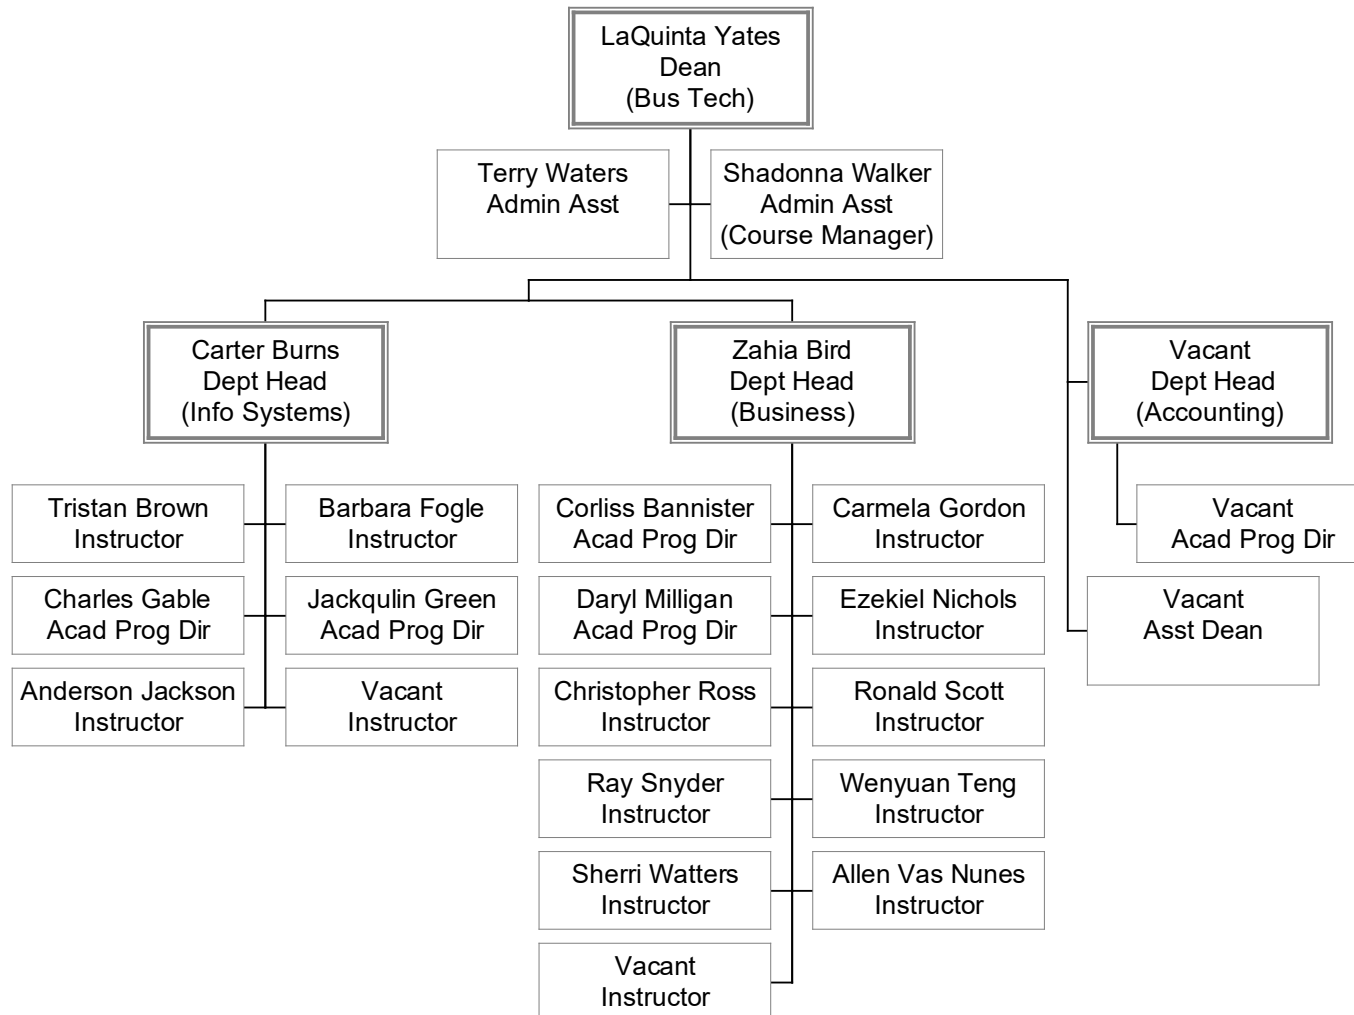 LaQuinta Yates
Dean
(Bus Tech)
Terry Waters
Admin Asst
Shadonna Walker
Admin Asst
(Course Manager)
Carter Burns
Dept Head
(Info Systems)
Zahia Bird
Dept Head
(Business)
Vacant
Dept Head
(Accounting)
Tristan Brown
Instructor
Barbara Fogle
Instructor
Corliss Bannister
Acad Prog Dir
Carmela Gordon
Instructor
Vacant
Acad Prog Dir
Charles Gable
Acad Prog Dir
Jackqulin Green
Acad Prog Dir
Daryl Milligan
Acad Prog Dir
Ezekiel Nichols
Instructor
Vacant
Asst Dean
Anderson Jackson
Instructor
Vacant
Instructor
Christopher Ross
Instructor
Ronald Scott
Instructor
Ray Snyder
Instructor
Wenyuan Teng
Instructor
Sherri Watters
Instructor
Allen Vas Nunes
Instructor
Vacant
Instructor